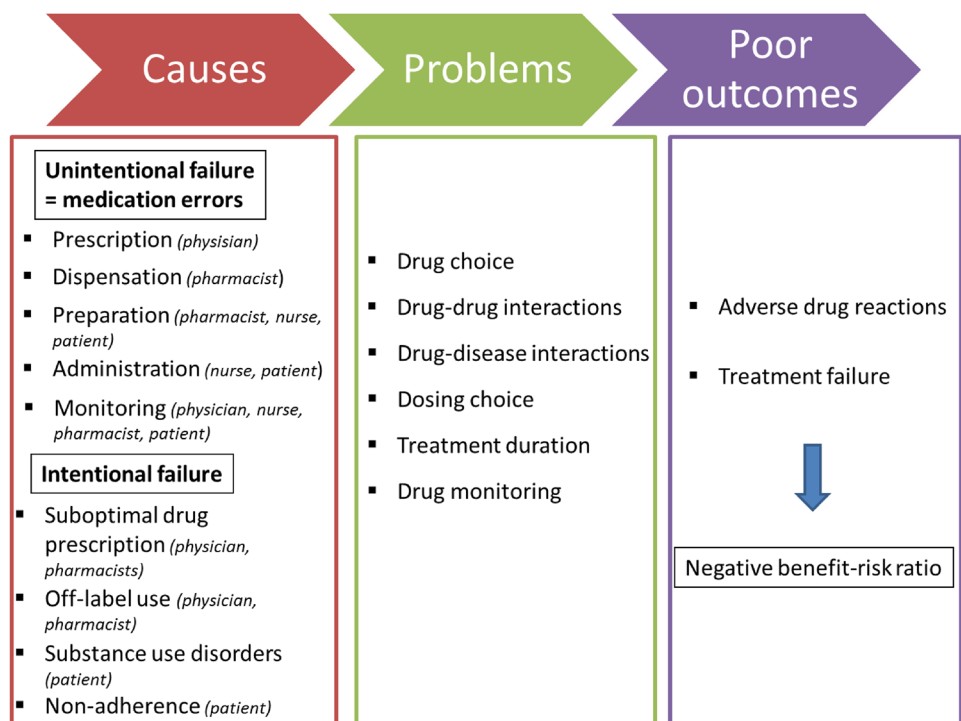 Causes
Problems
Poor
outcomes
Unintentional failure
= medication errors
▪ Prescription (physisian)
▪ Dispensation (pharmacist)
▪ Preparation (pharmacist, nurse,
patient)
▪ Administration (nurse, patient)
▪ Monitoring (physician, nurse,
pharmacist, patient)
Intentional failure
▪ Suboptimal drug
prescription (physician,
pharmacists)
▪ Off-label use (physician,
pharmacist)
▪ Substance use disorders
(patient)
▪ Non-adherence (patient)
▪ Drug choice
▪ Drug-drug interactions
▪ Drug-disease interactions
▪ Dosing choice
▪ Treatment duration
▪ Drug monitoring
▪ Adverse drug reactions
▪ Treatment failure
Negative benefit-risk ratio